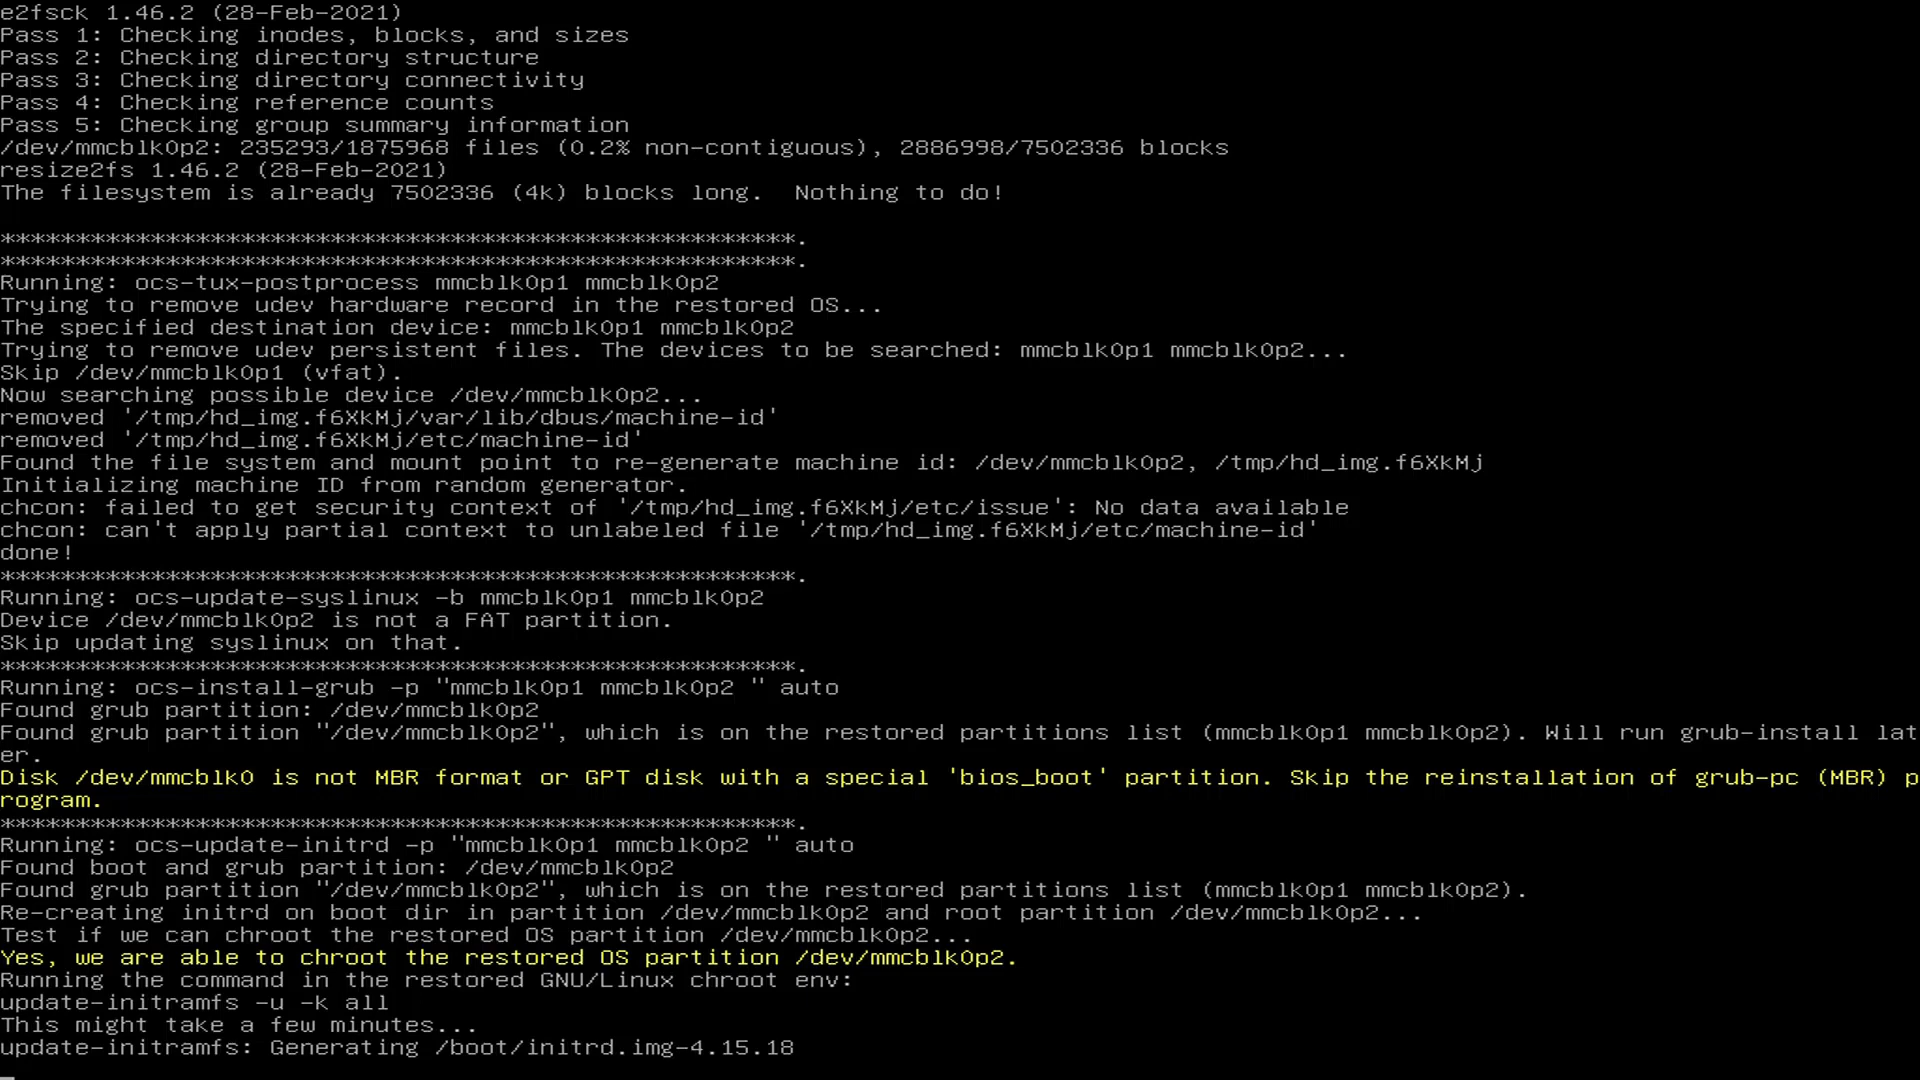 e2fsck 1.46.2 (28-Feb-2021)
Pass 1: Checking inodes, blocks, and sizes
Pass 2: Checking directory structure
Pass 3: Checking directory connectivity
Pass 4: Checking reference counts
Pass 5: Checking group summary information
/dev/mmcblk0p2: 235293/1875968 files (0.2% non-contiguous), 2886998/7502336 blocks
resize2fs 1.46.2 (28-Feb-2021)
The filesystem is already 7502336 (4k) blocks long.  Nothing to do!
*****************************************************.
*****************************************************.
Running: ocs-tux-postprocess mmcblk0p1 mmcblk0p2
Trying to remove udev hardware record in the restored OS...
The specified destination device: mmcblk0p1 mmcblk0p2
Trying to remove udev persistent files. The devices to be searched: mmcblk0p1 mmcblk0p2...
Skip /dev/mmcblk0p1 (vfat).
Now searching possible device /dev/mmcblk0p2...
removed '/tmp/hd_img.f6XkMj/var/lib/dbus/machine-id'
removed '/tmp/hd_img.f6XkMj/etc/machine-id'
Found the file system and mount point to re-generate machine id: /dev/mmcblk0p2, /tmp/hd_img.f6XkMj
Initializing machine ID from random generator.
chcon: failed to get security context of '/tmp/hd_img.f6XkMj/etc/issue': No data available
chcon: can't apply partial context to unlabeled file '/tmp/hd_img.f6XkMj/etc/machine-id'
done!
*****************************************************.
Running: ocs-update-syslinux -b mmcblk0p1 mmcblk0p2
Device /dev/mmcblk0p2 is not a FAT partition.
Skip updating syslinux on that.
*****************************************************.
Running: ocs-install-grub -p "mmcblk0p1 mmcblk0p2 " auto
Found grub partition: /dev/mmcblk0p2
Found grub partition "/dev/mmcblk0p2", which is on the restored partitions list (mmcblk0p1 mmcblk0p2). Will run grub-install lat
er.
Disk /dev/mmcblk0 is not MBR format or GPT disk with a special 'bios_boot' partition. Skip the reinstallation of grub-pc (MBR) p
rogram.
*****************************************************.
Running: ocs-update-initrd -p "mmcblk0p1 mmcblk0p2 " auto
Found boot and grub partition: /dev/mmcblk0p2
Found grub partition "/dev/mmcblk0p2", which is on the restored partitions list (mmcblk0p1 mmcblk0p2).
Re-creating initrd on boot dir in partition /dev/mmcblk0p2 and root partition /dev/mmcblk0p2...
Test if we can chroot the restored OS partition /dev/mmcblk0p2...
Yes, we are able to chroot the restored OS partition /dev/mmcblk0p2.
Running the command in the restored GNU/Linux chroot env:
update-initramfs -u -k all
This might take a few minutes...
update-initramfs: Generating /boot/initrd.img-4.15.18